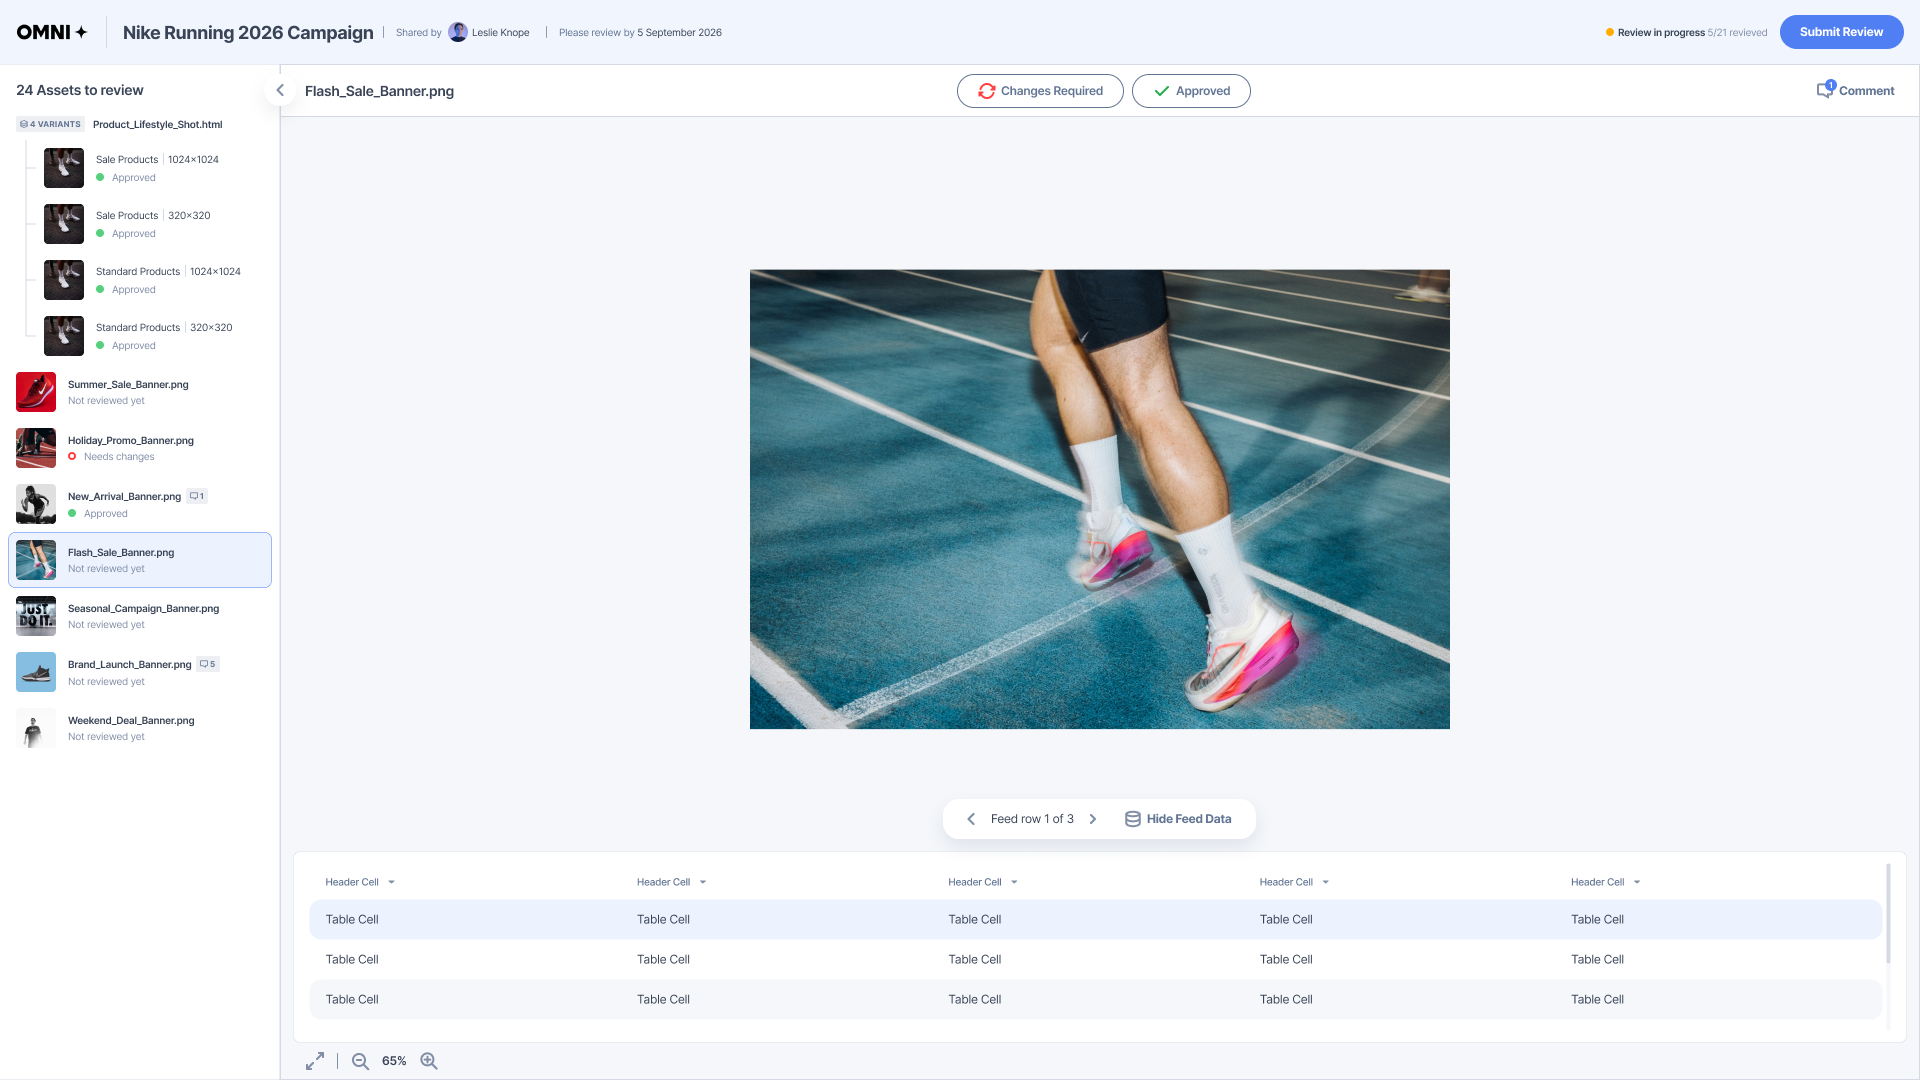 OMNI
Nike Running 2026 Campaign
Shared by Leslie Knope
Please review by 5 September 2026
Review in progress 5/21 revieved
Submit Review
24 Assets to review
4 VARIANTS Product_Lifestyle_Shot.html
Sale Products 1024×1024
Approved
Sale Products 320×320
Approved
Standard Products 1024×1024
Approved
Standard Products 320×320
Approved
Summer_Sale_Banner.png
Not reviewed yet
Holiday_Promo_Banner.png
Needs changes
New_Arrival_Banner.png 1
Approved
Flash_Sale_Banner.png
Not reviewed yet
JUST
DO IT.
Seasonal_Campaign_Banner.png
Not reviewed yet
Brand_Launch_Banner.png 5
Not reviewed yet
Weekend_Deal_Banner.png
Not reviewed yet
Flash_Sale_Banner.png
Changes Required
Approved
1
Comment
Feed row 1 of 3
Hide Feed Data
Header Cell Header Cell Header Cell Header Cell Header Cell
Table Cell Table Cell Table Cell Table Cell Table Cell
Table Cell Table Cell Table Cell Table Cell Table Cell
Table Cell Table Cell Table Cell Table Cell Table Cell
65%